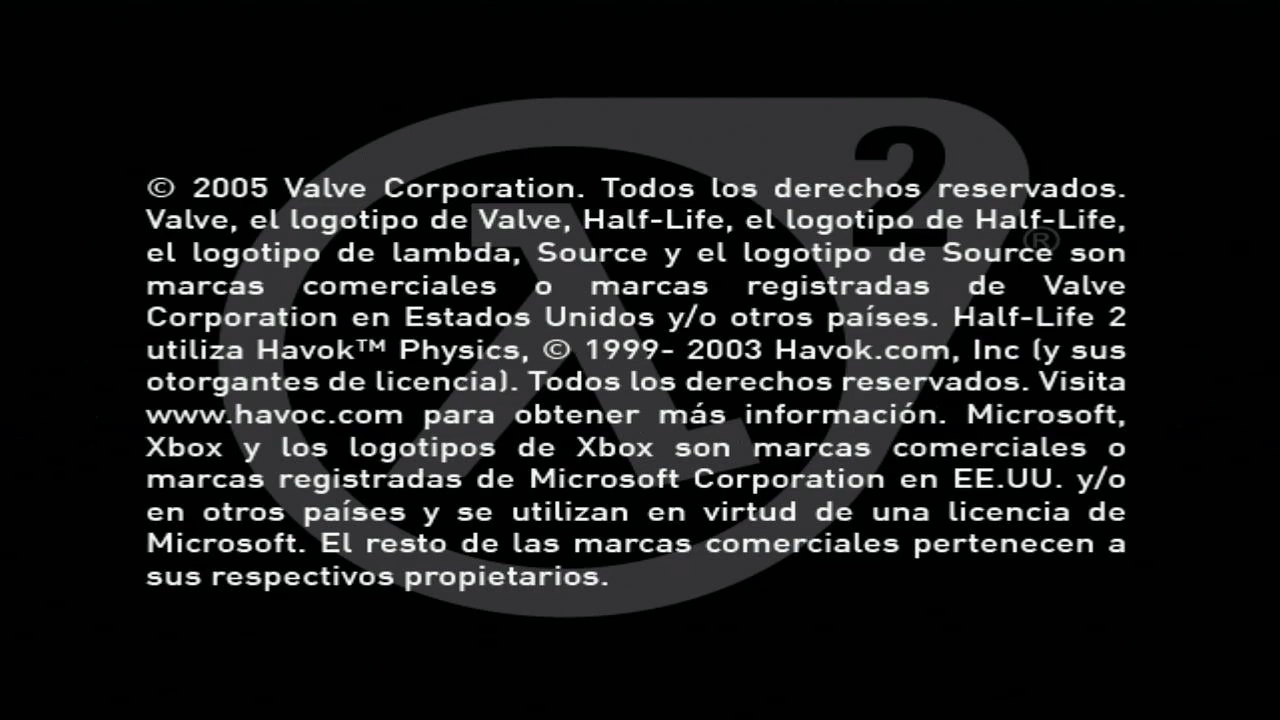 © 2005 Valve Corporation. Todos los derechos reservados.
Valve, el logotipo de Valve, Half-Life, el logotipo de Half-Life,
el logotipo de lambda, Source y el logotipo de Source son
marcas comerciales o marcas registradas de Valve
Corporation en Estados Unidos y/o otros países. Half-Life 2
utiliza Havok™ Physics, © 1999- 2003 Havok.com, Inc (y sus
otorgantes de licencia). Todos los derechos reservados. Visita
www.havoc.com para obtener más información. Microsoft,
Xbox y los logotipos de Xbox son marcas comerciales o
marcas registradas de Microsoft Corporation en EE.UU. y/o
en otros países y se utilizan en virtud de una licencia de
Microsoft. El resto de las marcas comerciales pertenecen a
sus respectivos propietarios.
λ
2
®